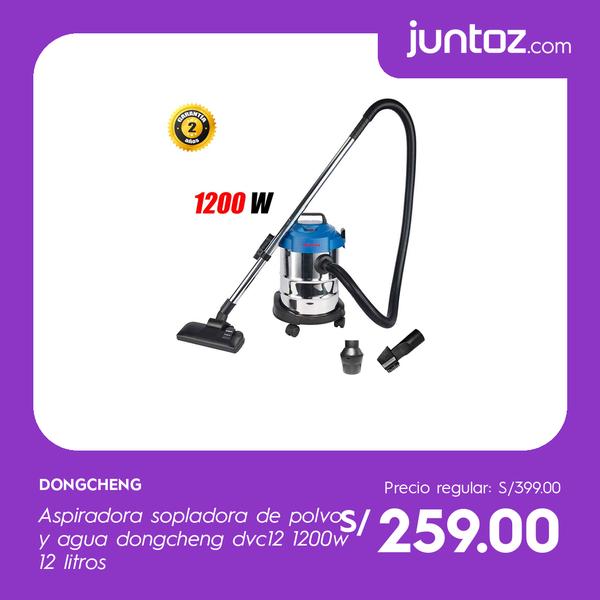 juntoz.com
GARANTÍA
2
años
1200 W
DONGCHENG
Precio regular: S/399.00
Aspiradora sopladora de polvo
y agua dongcheng dvc12 1200w
12 litros
S/ 259.00